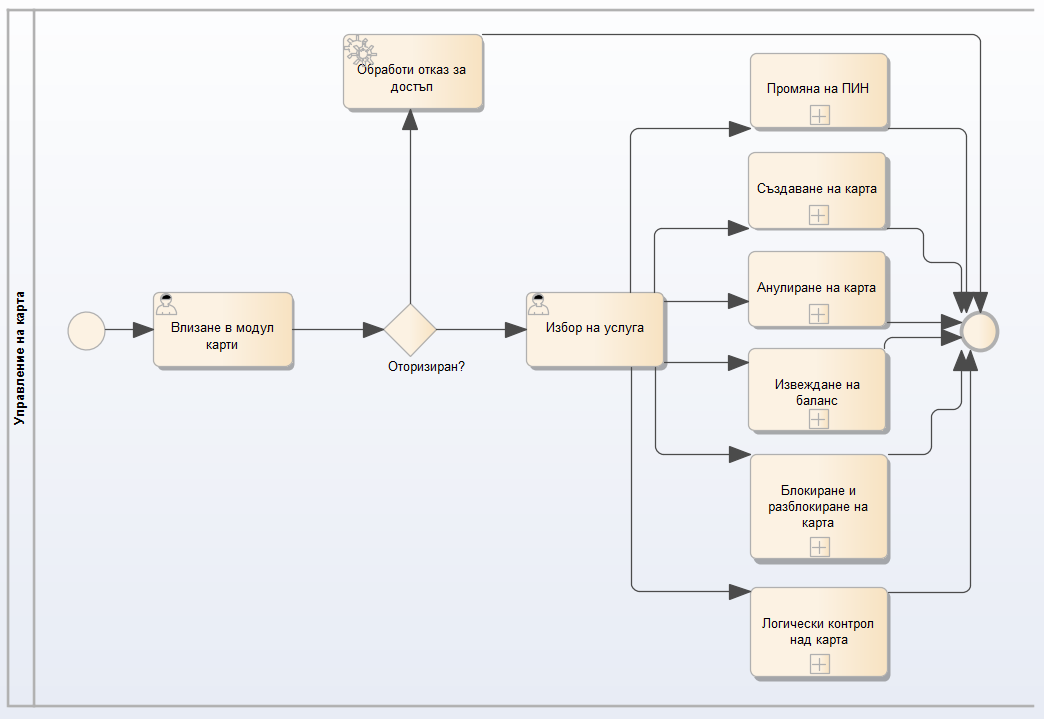 Управление на карта
Обработи отказ за
достъп
Влизане в модул
карти
Оторизиран?
Избор на услуга
Промяна на ПИН
Създаване на карта
Анулиране на карта
Извеждане на
баланс
Блокиране и
разблокиране на
карта
Логически контрол
над карта